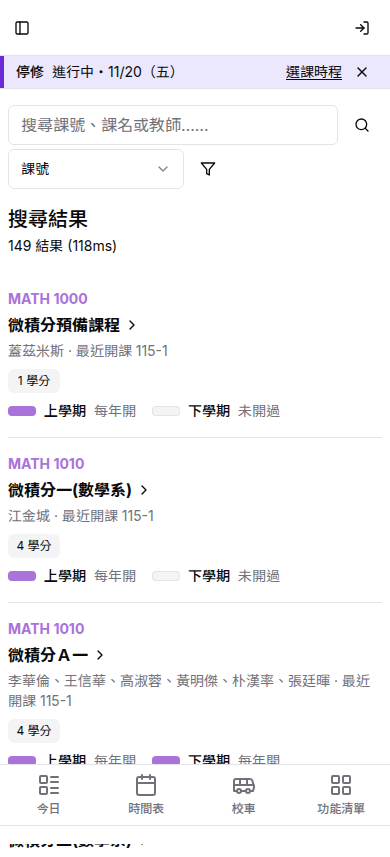 停修 進行中・11/20（五） 選課時程
搜尋課號、課名或教師......
課號
搜尋結果
149 結果 (118ms)
MATH 1000
微積分預備課程
蓋茲米斯 · 最近開課 115-1
1 學分
上學期 每年開 下學期 未開過
MATH 1010
微積分一(數學系)
江金城 · 最近開課 115-1
4 學分
上學期 每年開 下學期 未開過
MATH 1010
微積分Ａ一
李華倫、王信華、高淑蓉、黃明傑、朴漢率、張廷暉 · 最近
開課 115-1
4 學分
上學期 每年開 下學期 每年開
今日 時間表 校車 功能清單